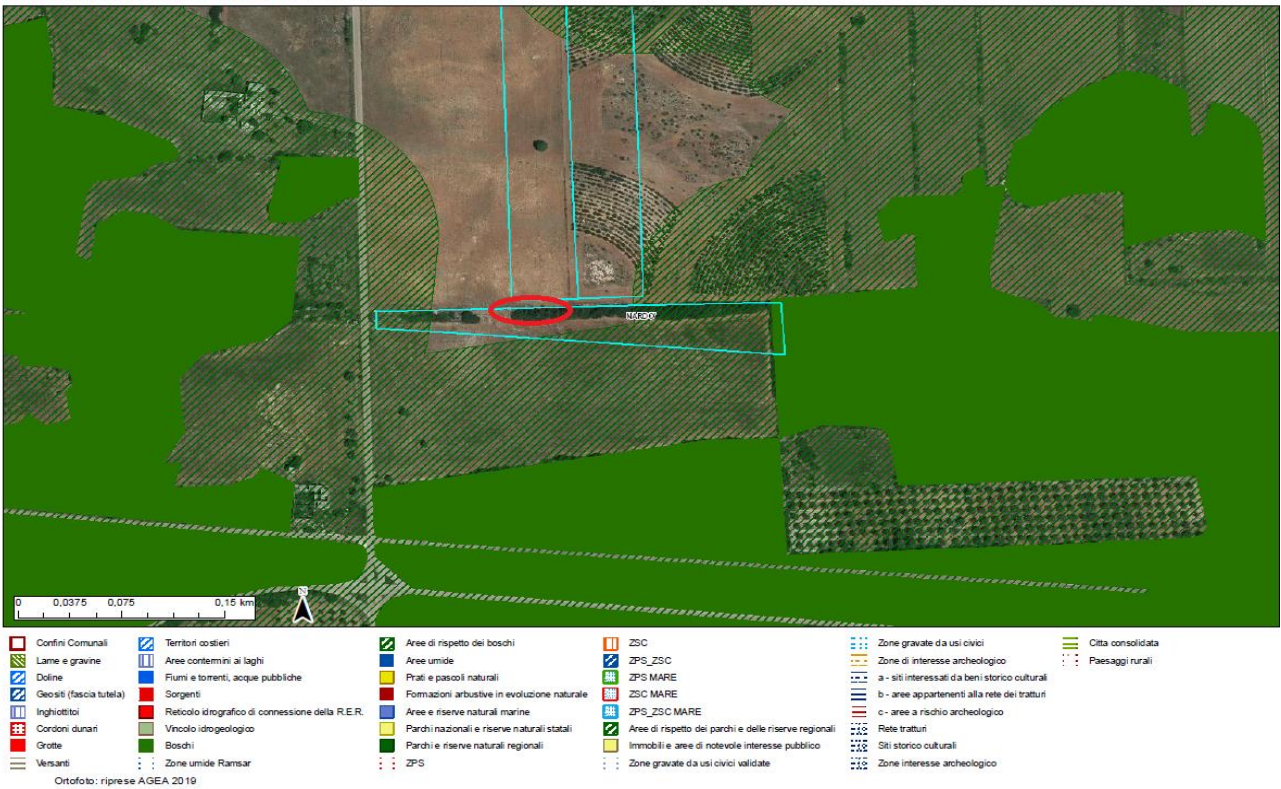 NARDO'
N
0 0,0375 0,075 0,15 km
Confini Comunali
Lame e gravine
Doline
Geositi (fascia tutela)
Inghiottitoi
Cordoni dunari
Grotte
Versanti
Territori costieri
Aree contermini ai laghi
Fiumi e torrenti, acque pubbliche
Sorgenti
Reticolo idrografico di connessione della R.E.R.
Vincolo idrogeologico
Boschi
Zone umide Ramsar
Aree di rispetto dei boschi
Aree umide
Prati e pascoli naturali
Formazioni arbustive in evoluzione naturale
Aree e riserve naturali marine
Parchi nazionali e riserve naturali statali
Parchi e riserve naturali regionali
ZPS
ZSC
ZPS_ZSC
ZPS MARE
ZSC MARE
ZPS_ZSC MARE
Aree di rispetto dei parchi e delle riserve regionali
Immobili e aree di notevole interesse pubblico
Zone gravate da usi civici validate
Zone gravate da usi civici
Zone di interesse archeologico
a - siti interessati da beni storico culturali
b - aree appartenenti alla rete dei tratturi
c - aree a rischio archeologico
Rete tratturi
Siti storico culturali
Zone interesse archeologico
Citta consolidata
Paesaggi rurali
Ortofoto: riprese AGEA 2019